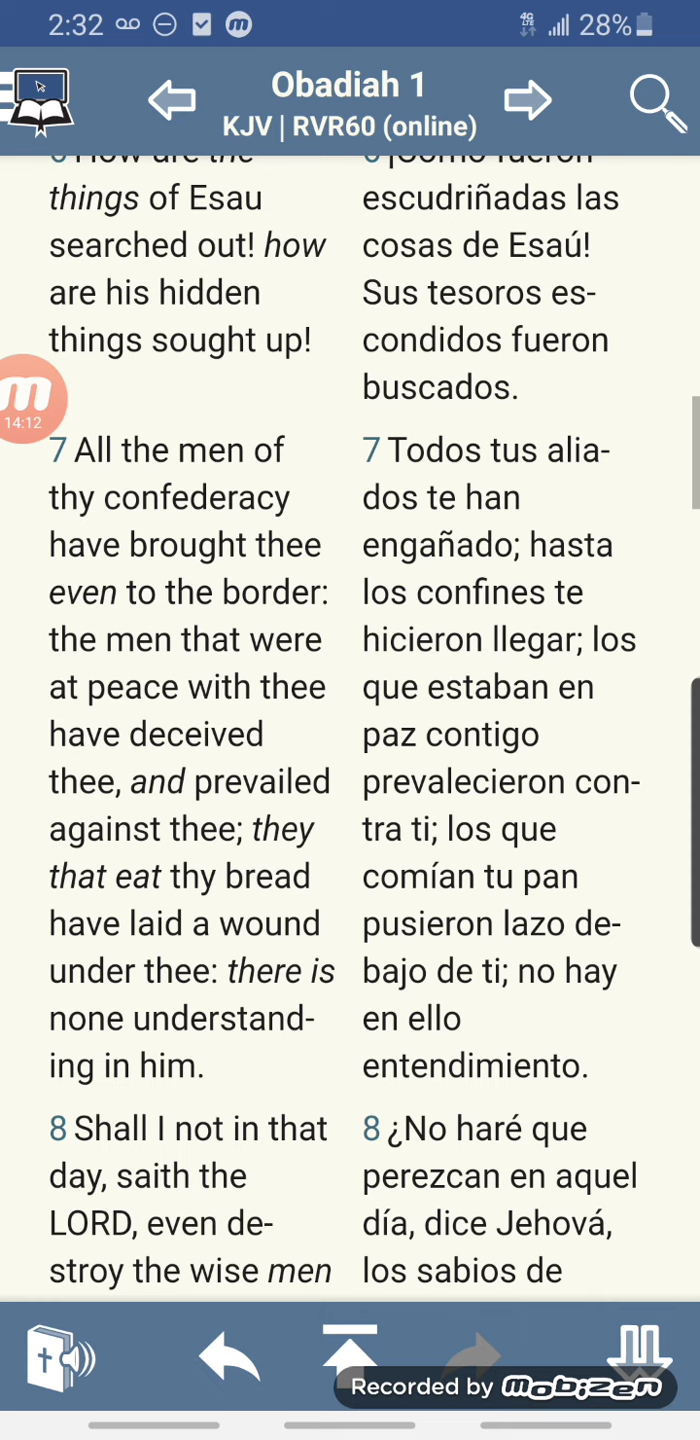 2:32
4G LTE
28%
Obadiah 1
KJV | RVR60 (online)
things of Esau
searched out! how
are his hidden
things sought up!
7 All the men of
thy confederacy
have brought thee
even to the border:
the men that were
at peace with thee
have deceived
thee, and prevailed
against thee; they
that eat thy bread
have laid a wound
under thee: there is
none understand-
ing in him.
8 Shall I not in that
day, saith the
LORD, even de-
stroy the wise men
escudriñadas las
cosas de Esaú!
Sus tesoros es-
condidos fueron
buscados.
7 Todos tus alia-
dos te han
engañado; hasta
los confines te
hicieron llegar; los
que estaban en
paz contigo
prevalecieron con-
tra ti; los que
comían tu pan
pusieron lazo de-
bajo de ti; no hay
en ello
entendimiento.
8 ¿No haré que
perezcan en aquel
día, dice Jehová,
los sabios de
m
14:12
Recorded by Mobizen